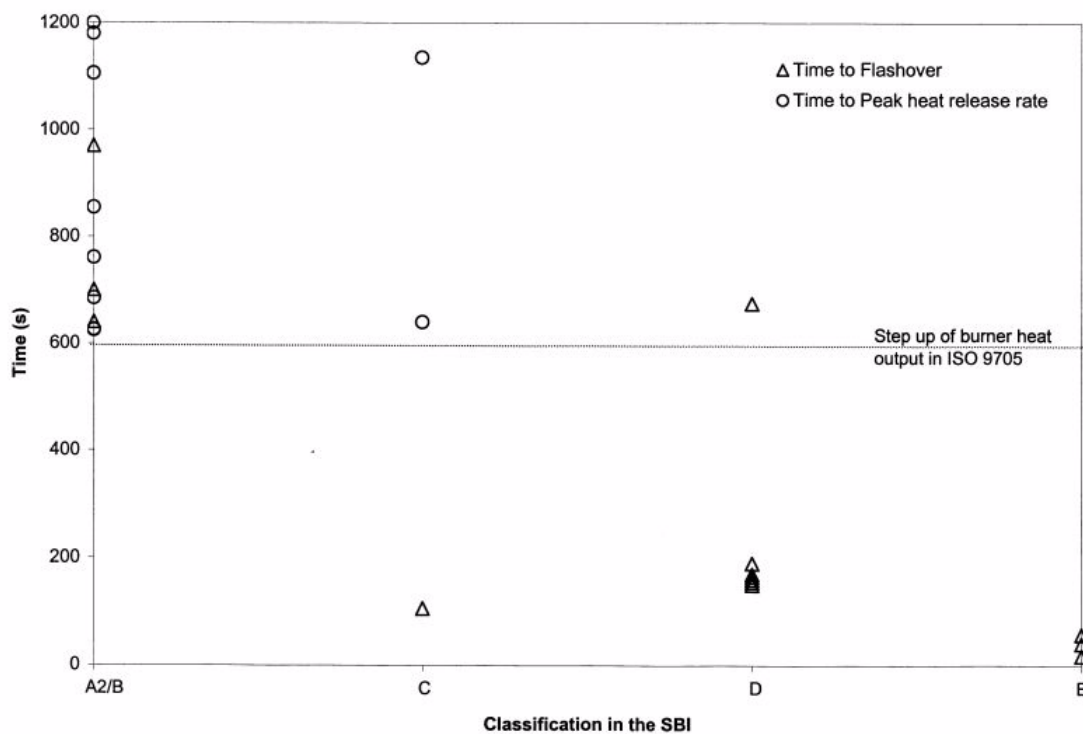 1200
1000
800
600
400
200
0
Time (s)
Time to Flashover
Time to Peak heat release rate
Step up of burner heat
output in ISO 9705
A2/B
C
D
E
Classification in the SBI